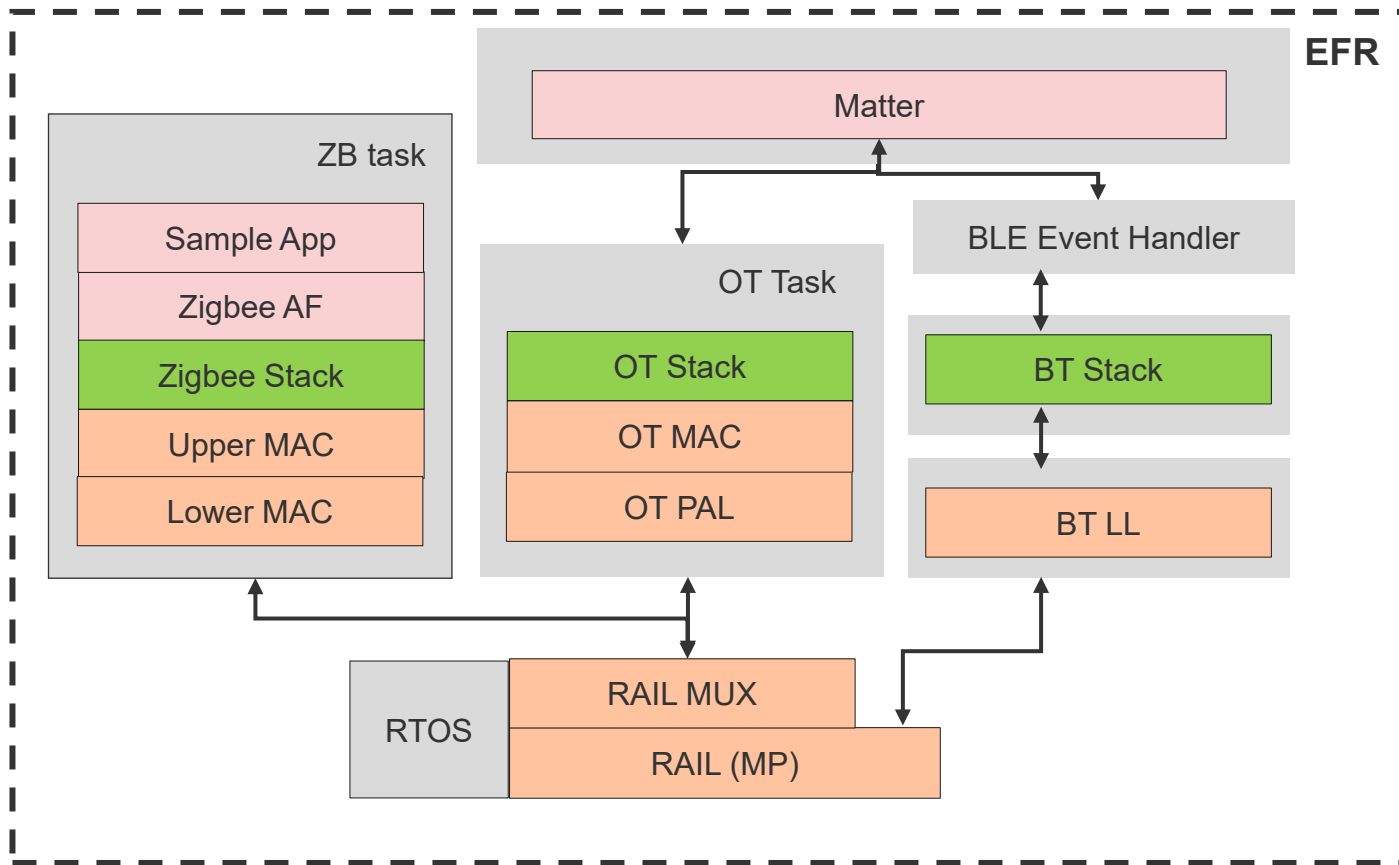 EFR
Matter
ZB task
Sample App
Zigbee AF
Zigbee Stack
Upper MAC
Lower MAC
OT Task
OT Stack
OT MAC
OT PAL
BLE Event Handler
BT Stack
BT LL
RTOS
RAIL MUX
RAIL (MP)